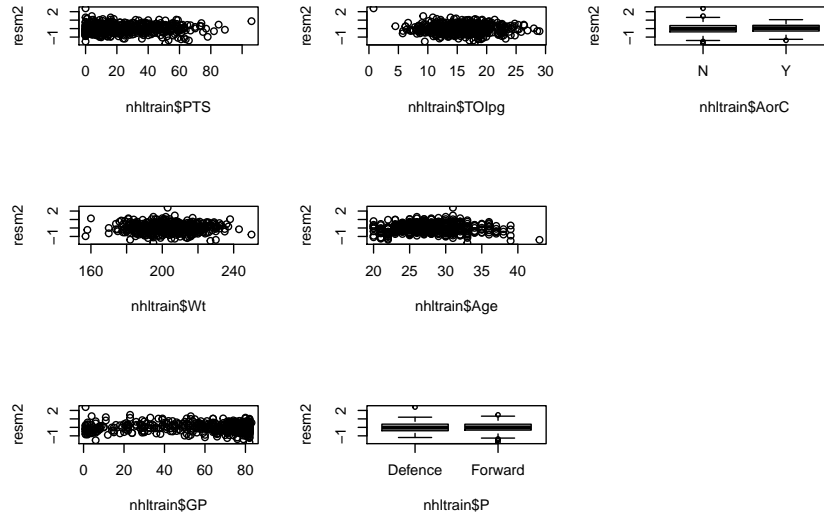 resm2
2
−1
0 20 40 60 80
nhltrain$PTS
resm2
2
−1
0 5 10 15 20 25 30
nhltrain$TOIpg
resm2
2
−1
N Y
nhltrain$AorC
resm2
2
−1
160 200 240
nhltrain$Wt
resm2
2
−1
20 25 30 35 40
nhltrain$Age
resm2
2
−1
0 20 40 60 80
nhltrain$GP
resm2
2
−1
Defence Forward
nhltrain$P